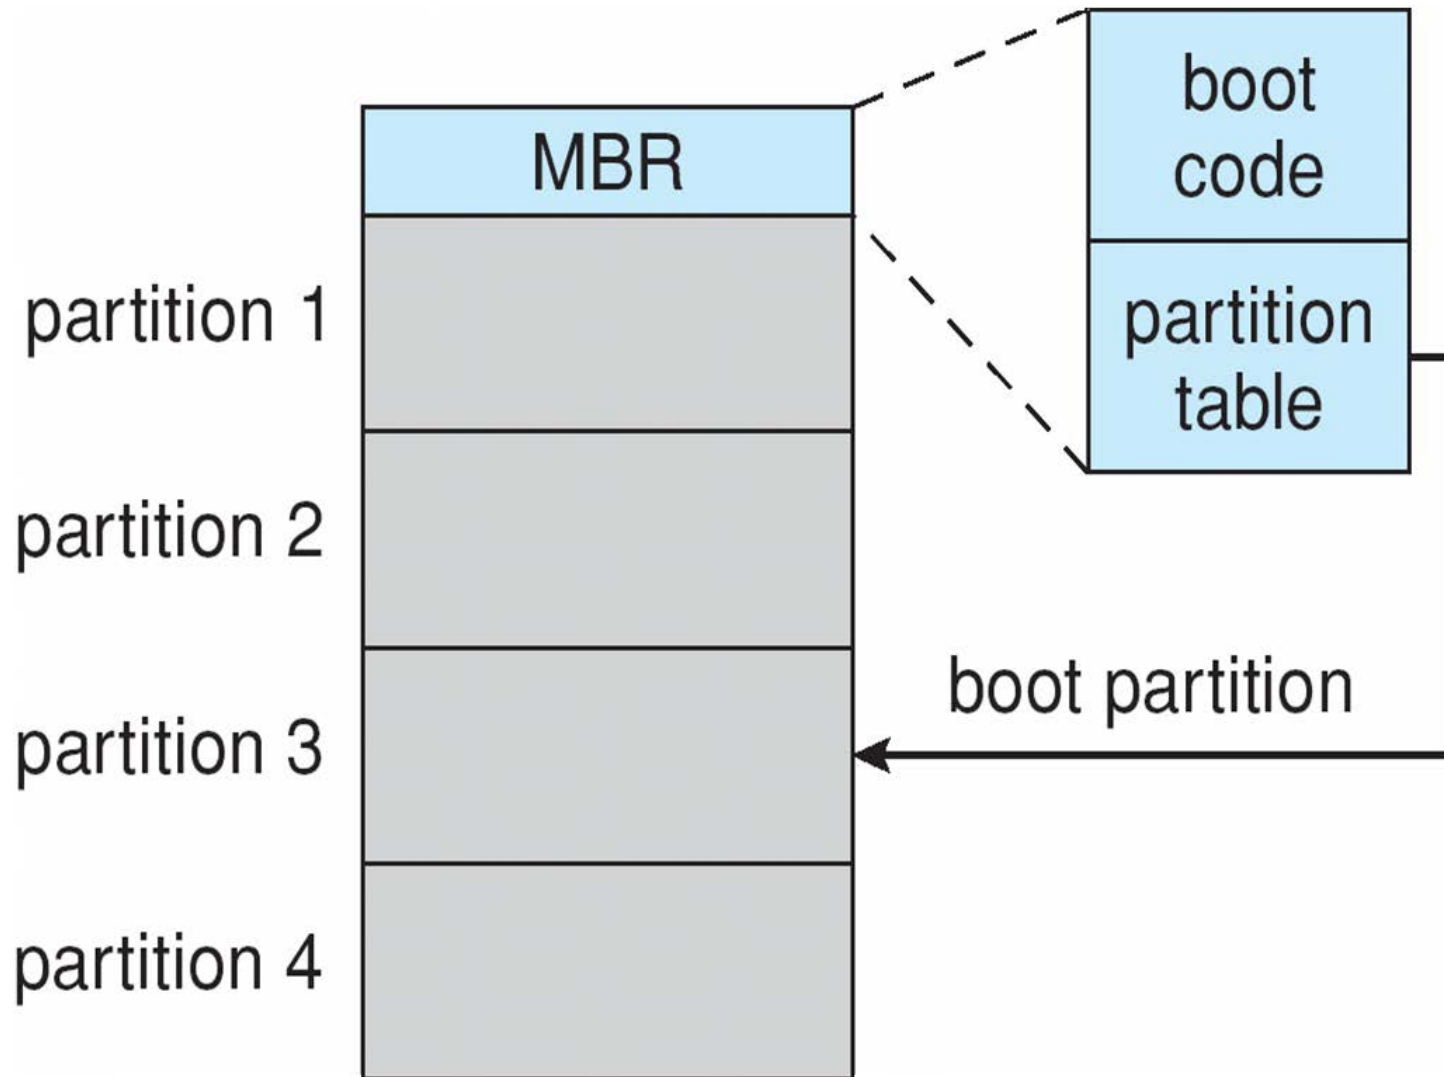 boot
code
MBR
partition 1
partition
table
partition 2
boot partition
partition 3
partition 4